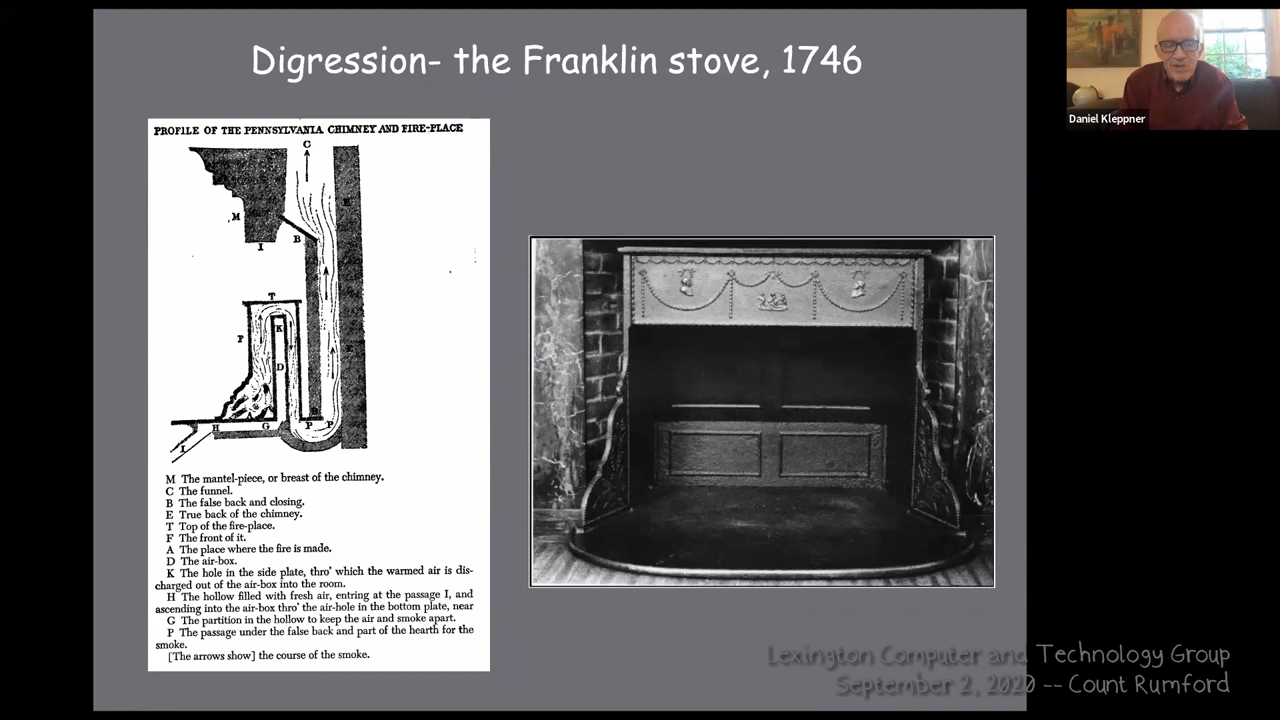 Digression- the Franklin stove, 1746
Daniel Kleppner
PROFILE OF THE PENNSYLVANIA CHIMNEY AND FIRE-PLACE
C
E
M
I
B
T
K
F
D
H
G
P
P
I
M The mantel-piece, or breast of the chimney.
C The funnel.
B The false back and closing.
E True back of the chimney.
T Top of the fire-place.
F The front of it.
A The place where the fire is made.
D The air-box.
K The hole in the side plate, thro' which the warmed air is dis-
charged out of the air-box into the room.
H The hollow filled with fresh air, entring at the passage I, and
ascending into the air-box thro' the air-hole in the bottom plate, near
G The partition in the hollow to keep the air and smoke apart.
P The passage under the false back and part of the hearth for the
smoke.
[The arrows show] the course of the smoke.
Lexington Computer and Technology Group
September 2, 2020 -- Count Rumford